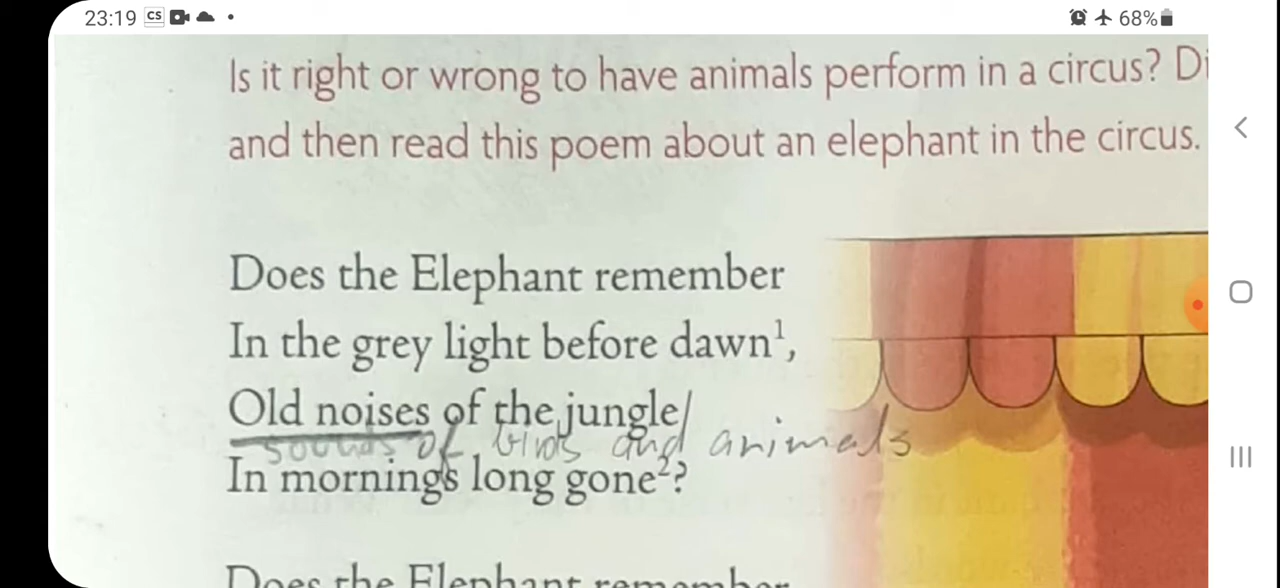 23:19 CS 68%
Is it right or wrong to have animals perform in a circus? Di
and then read this poem about an elephant in the circus.
Does the Elephant remember
In the grey light before dawn¹,
Old noises of the jungle/
sounds of birds and animals
In mornings long gone²?
Does the Elephant remember